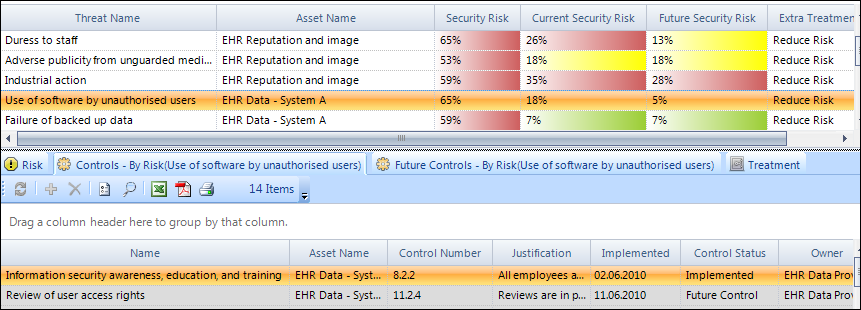 Threat Name Asset Name Security Risk Current Security Risk Future Security Risk Extra Treatmen
Duress to staff EHR Reputation and image 65% 26% 13% Reduce Risk
Adverse publicity from unguarded medi... EHR Reputation and image 53% 18% 18% Reduce Risk
Industrial action EHR Reputation and image 59% 35% 28% Reduce Risk
Use of software by unauthorised users EHR Data - System A 65% 18% 5% Reduce Risk
Failure of backed up data EHR Data - System A 59% 7% 7% Reduce Risk
Risk Controls - By Risk(Use of software by unauthorised users) Future Controls - By Risk(Use of software by unauthorised users) Treatment
14 Items
Drag a column header here to group by that column.
Name Asset Name Control Number Justification Implemented Control Status Owner
Information security awareness, education, and training EHR Data - Syst... 8.2.2 All employees a... 02.06.2010 Implemented EHR Data Prov
Review of user access rights EHR Data - Syst... 11.2.4 Reviews are in p... 11.06.2010 Future Control EHR Data Prov